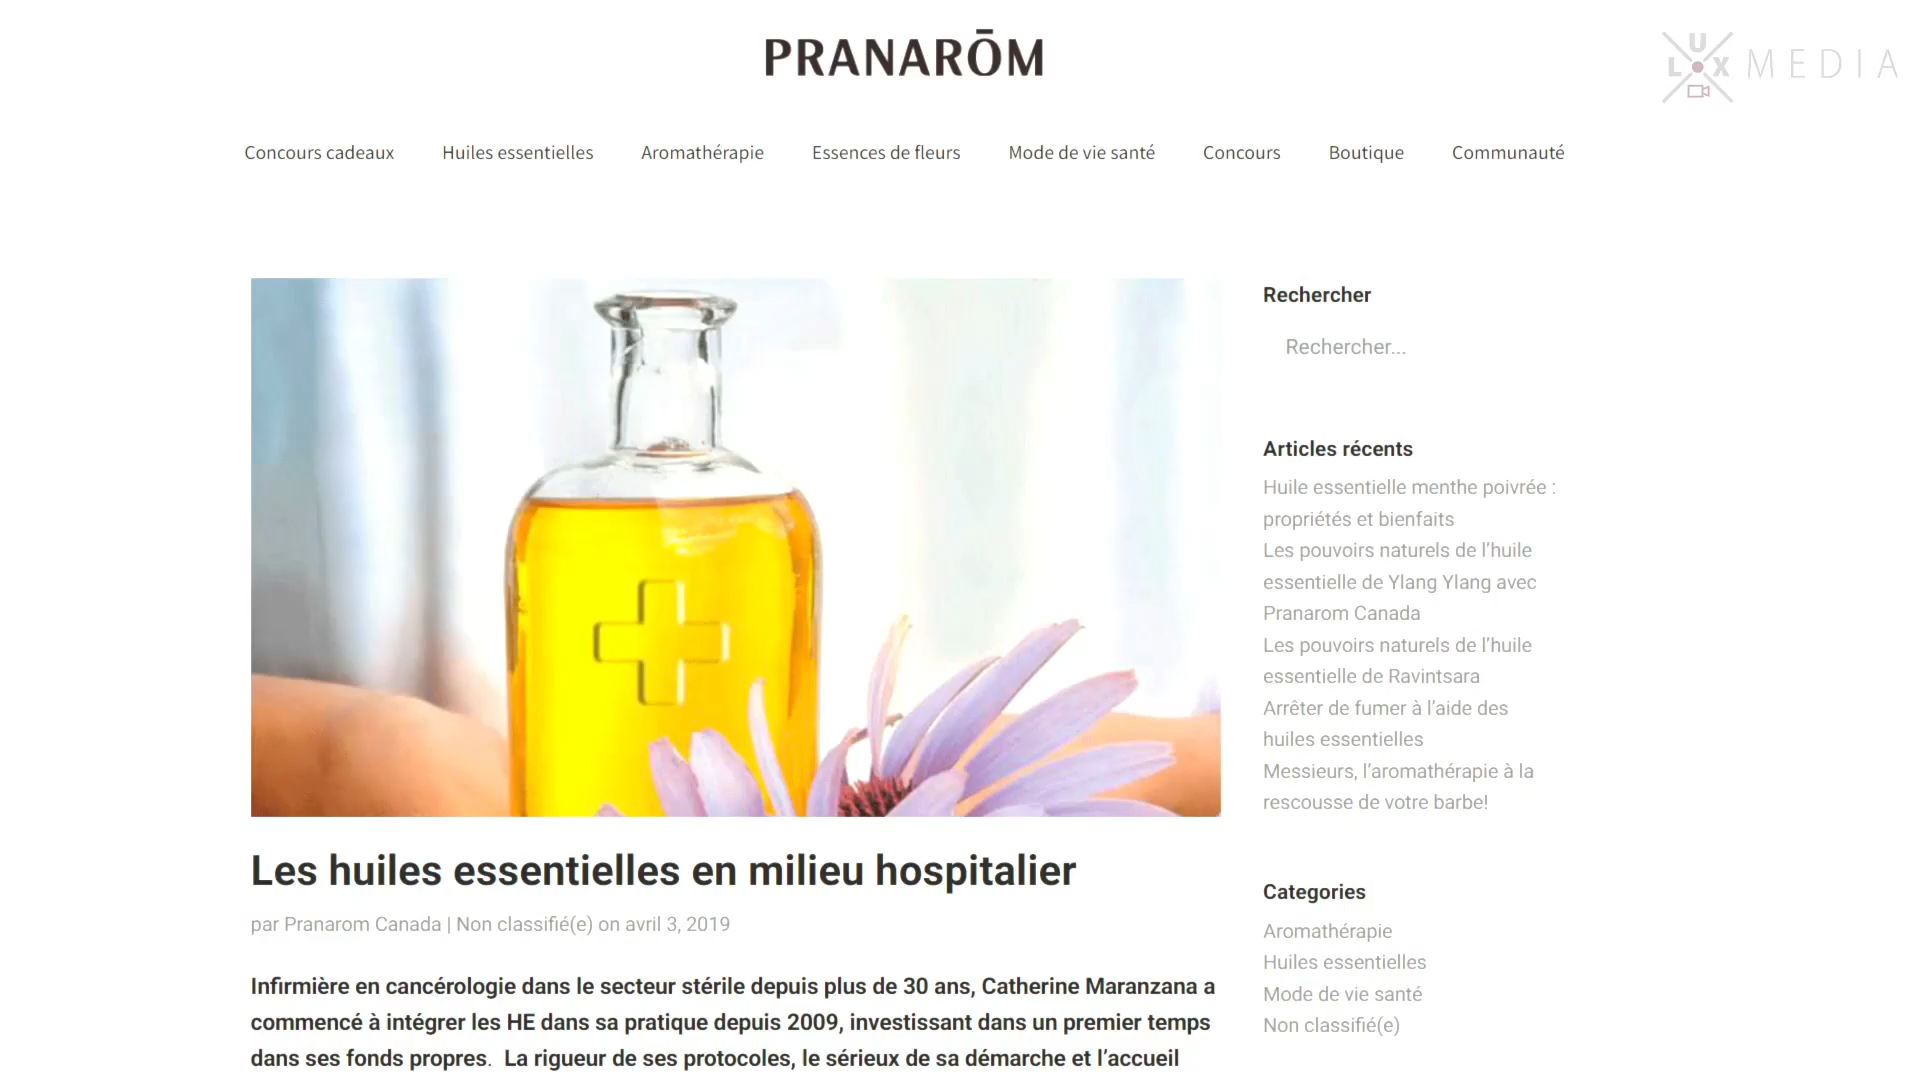 PRANARŌM
LUX MEDIA
Concours cadeaux Huiles essentielles Aromathérapie Essences de fleurs Mode de vie santé Concours Boutique Communauté
Les huiles essentielles en milieu hospitalier
par Pranarom Canada | Non classifié(e) on avril 3, 2019
Infirmière en cancérologie dans le secteur stérile depuis plus de 30 ans, Catherine Maranzana a
commencé à intégrer les HE dans sa pratique depuis 2009, investissant dans un premier temps
dans ses fonds propres.  La rigueur de ses protocoles, le sérieux de sa démarche et l’accueil
Rechercher
Rechercher...
Articles récents
Huile essentielle menthe poivrée :
propriétés et bienfaits
Les pouvoirs naturels de l’huile
essentielle de Ylang Ylang avec
Pranarom Canada
Les pouvoirs naturels de l’huile
essentielle de Ravintsara
Arrêter de fumer à l’aide des
huiles essentielles
Messieurs, l’aromathérapie à la
rescousse de votre barbe!
Categories
Aromathérapie
Huiles essentielles
Mode de vie santé
Non classifié(e)